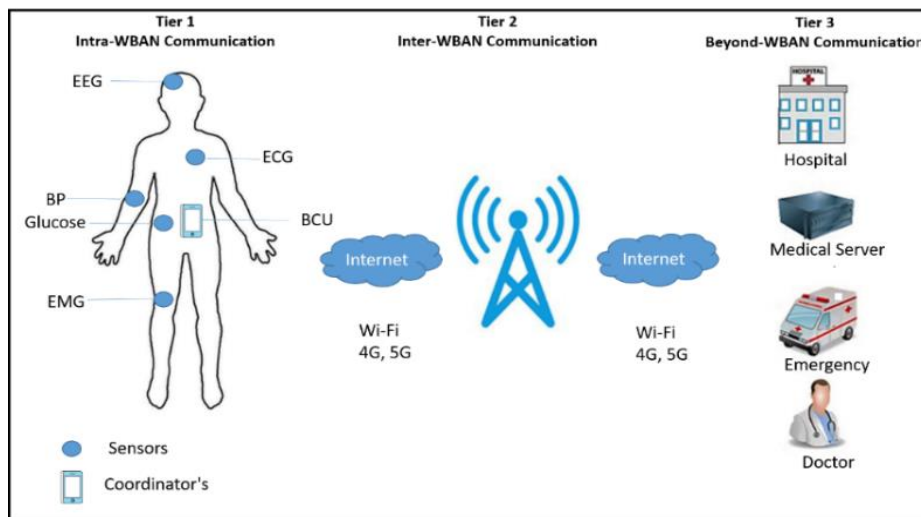 Tier 1
Intra-WBAN Communication
Tier 2
Inter-WBAN Communication
Tier 3
Beyond-WBAN Communication
EEG
ECG
BP
Glucose
BCU
EMG
Sensors
Coordinator's
Internet
Wi-Fi
4G, 5G
Internet
Wi-Fi
4G, 5G
HOSPITAL
Hospital
Medical Server
Emergency
Doctor